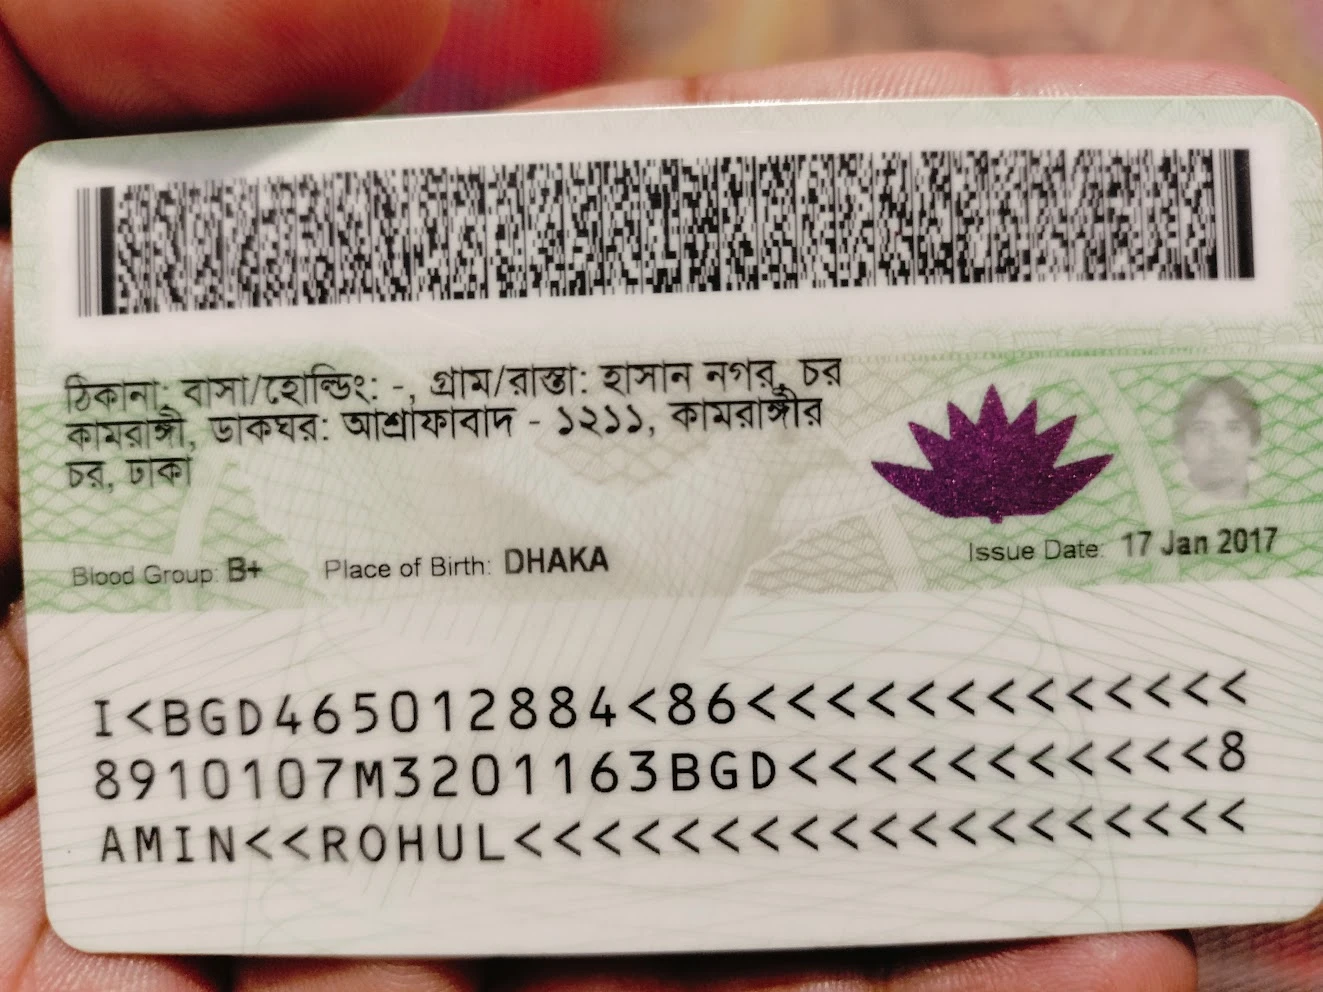 ঠিকানা: বাসা/হোল্ডিং: -, গ্রাম/রাস্তা: হাসান নগর, চর
কামরাঙ্গী, ডাকঘর: আশ্রাফাবাদ - ১২১১, কামরাঙ্গীর
চর, ঢাকা
Blood Group: B+ Place of Birth: DHAKA Issue Date: 17 Jan 2017
I<BGD465012884<86<<<<<<<<<<<<<
8910107M3201163BGD<<<<<<<<<<<8
AMIN<<ROHUL<<<<<<<<<<<<<<<<<<<